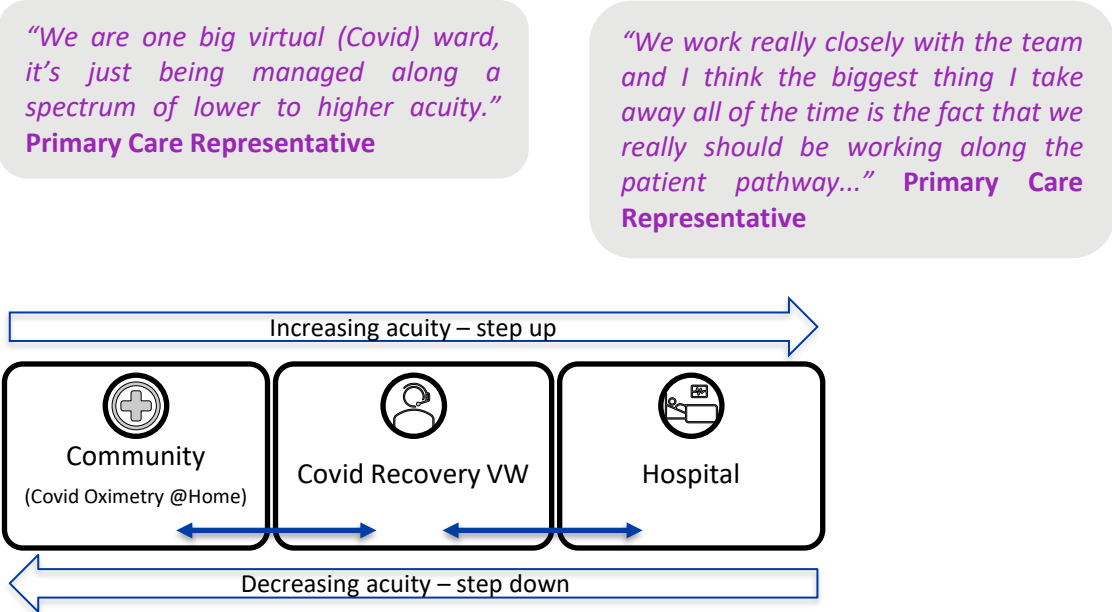 “We are one big virtual (Covid) ward,
it’s just being managed along a
spectrum of lower to higher acuity.”
Primary Care Representative
“We work really closely with the team
and I think the biggest thing I take
away all of the time is the fact that we
really should be working along the
patient pathway...” Primary Care
Representative
Increasing acuity – step up
Community
(Covid Oximetry @Home)
Covid Recovery VW
Hospital
Decreasing acuity – step down